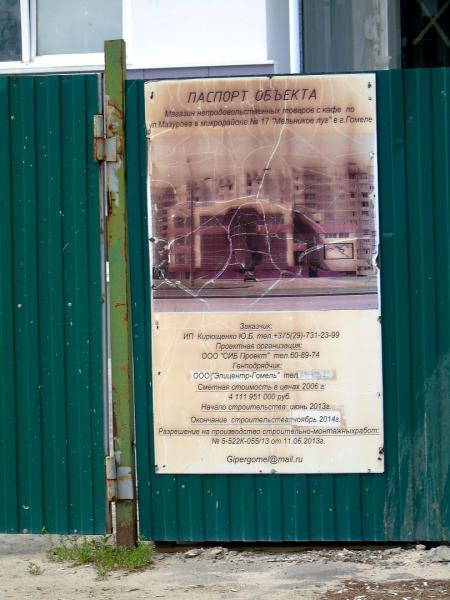 ПАСПОРТ ОБЪЕКТА
Магазин непродовольственных товаров с кафе по
ул Мазурова в микрорайоне № 17 "Мельников луг" в г.Гомеле
Заказчик:
ИП Кирющенко Ю.Б. тел.+375(29)-731-23-99
Проектная организация:
ООО "СИБ Проект" тел.60-89-74
Генподрядчик:
ООО "Эпицентр-Гомель" тел
Сметная стоимость в ценах 2006 г:
4 111 951 000 руб.
Начало строительства: июнь 2013г.
Окончание строительства: ноябрь 2014г.
Разрешение на производство строительно-монтажныхработ:
№ 5-522К-055/13 от 11.06.2013г.
Gipergomel@mail.ru